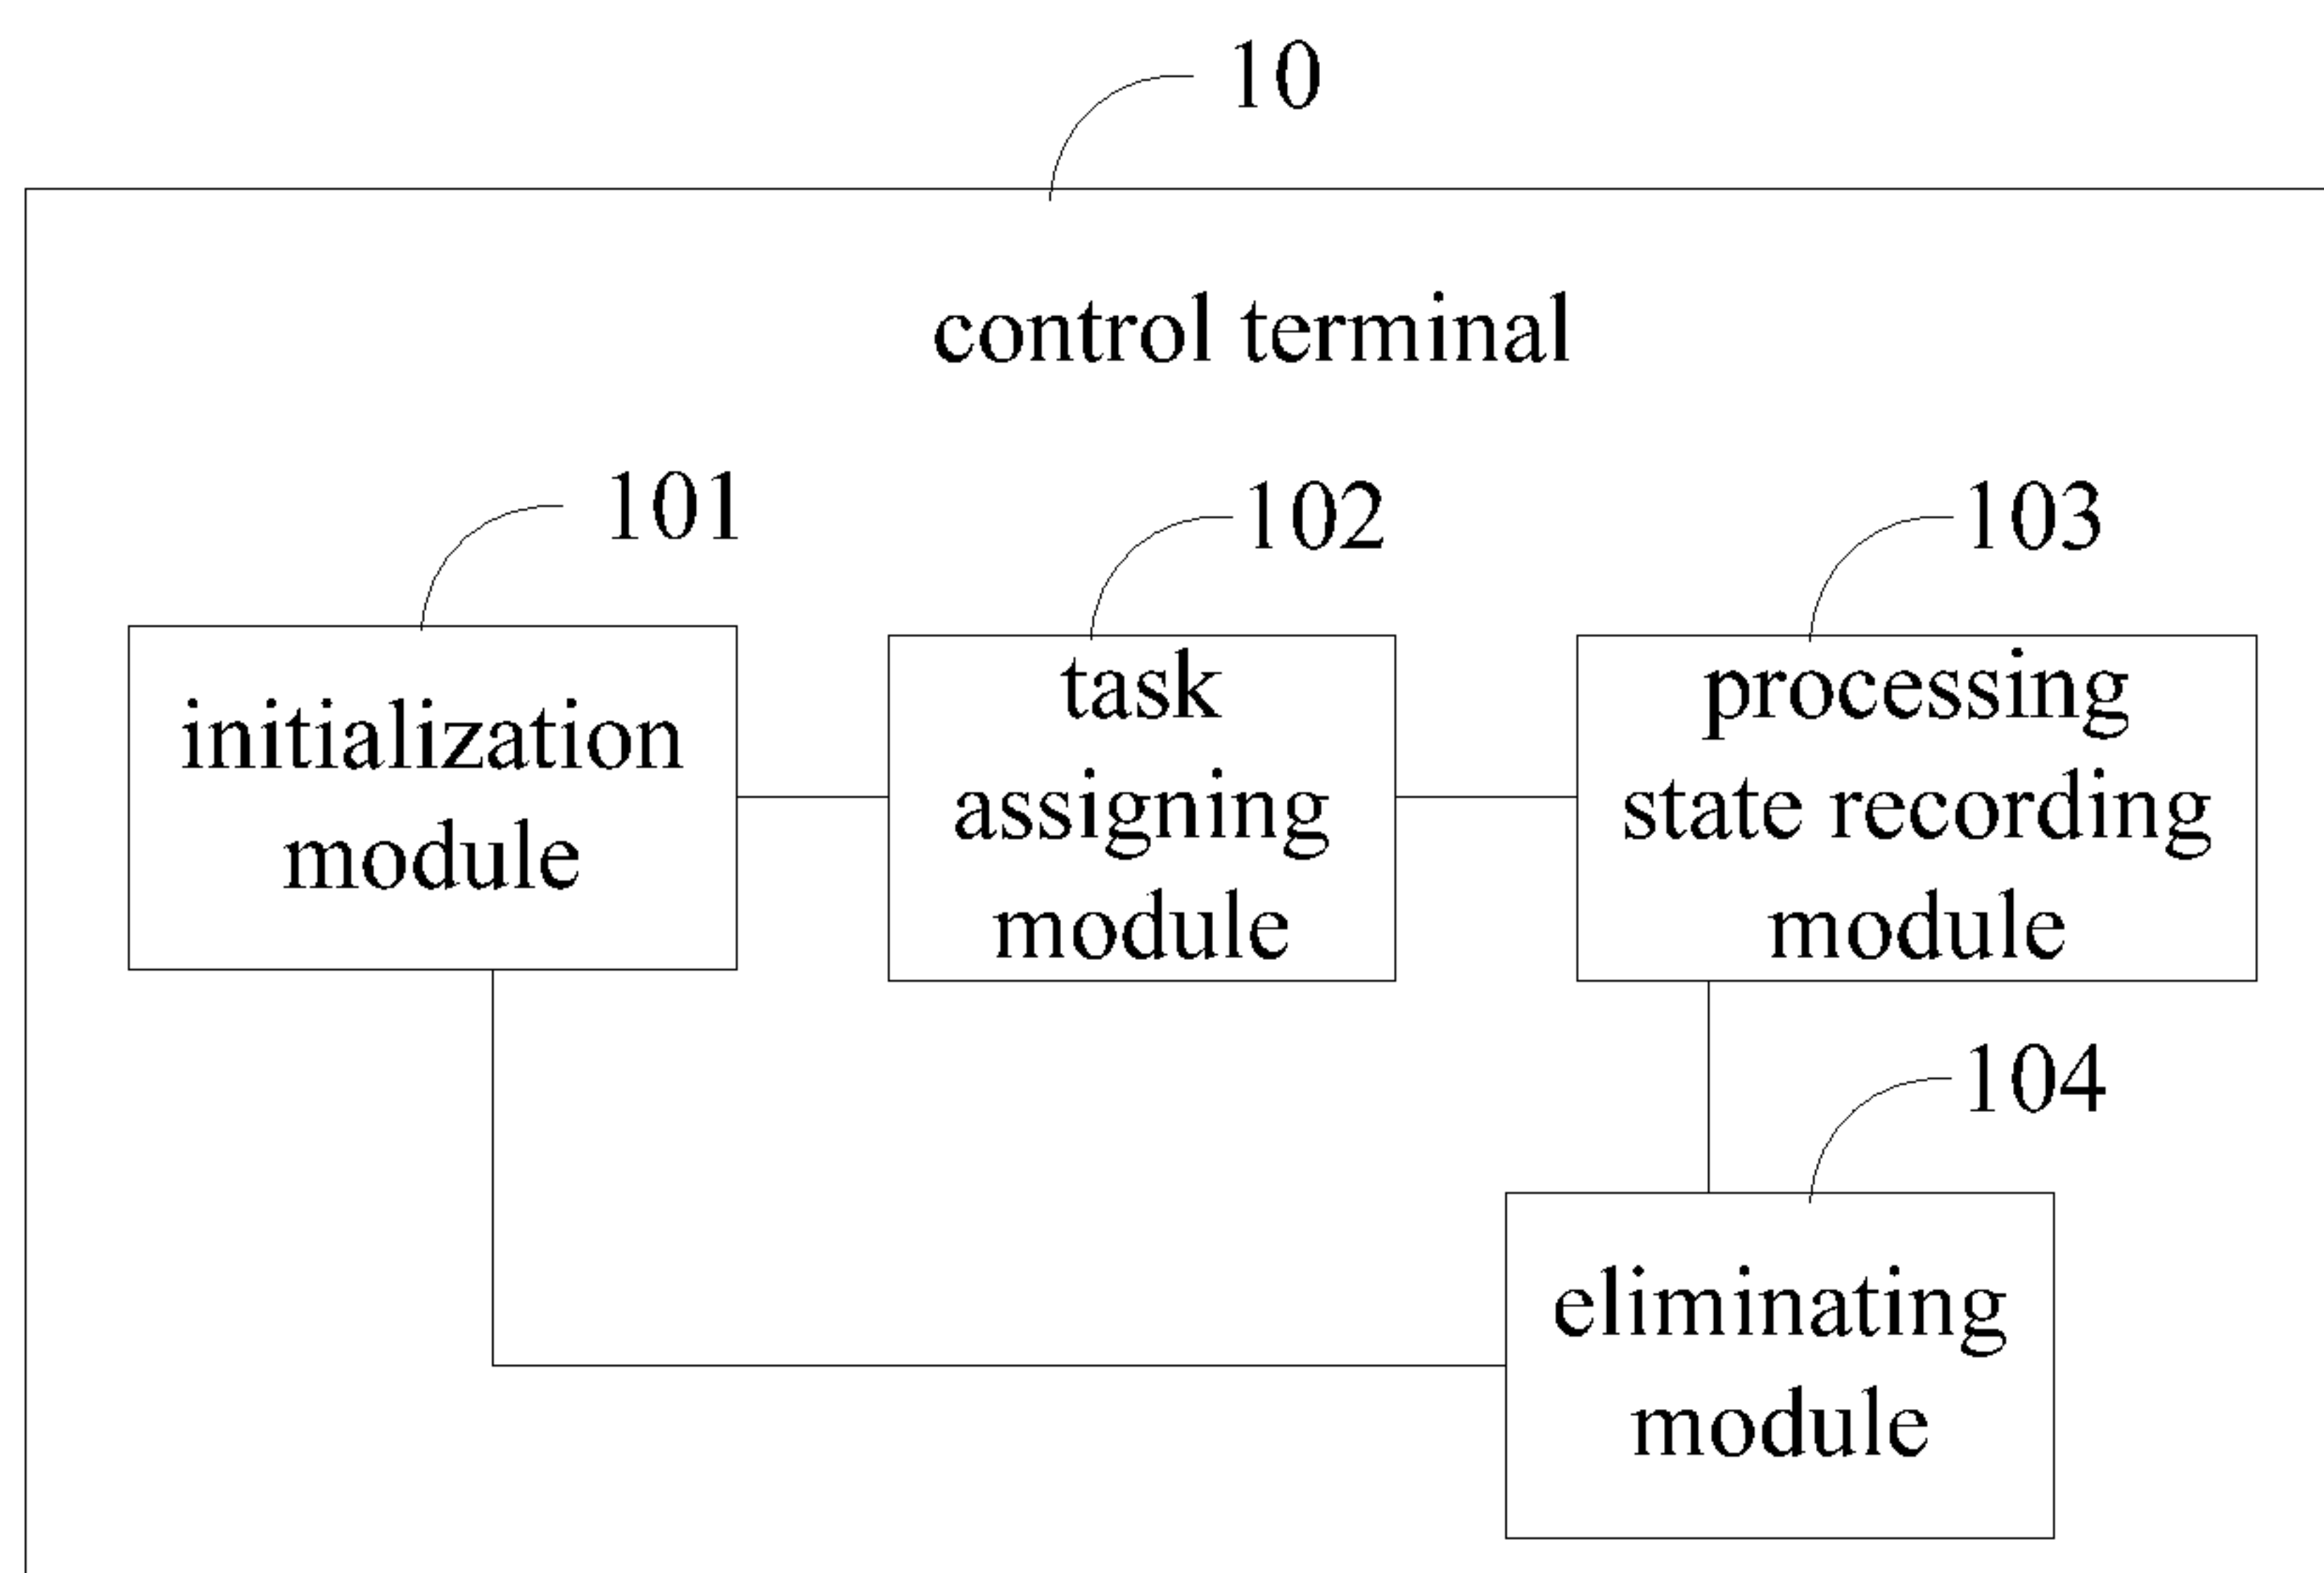 10
control terminal
101
102
103
initialization
module
task
assigning
module
processing
state recording
module
104
eliminating
module